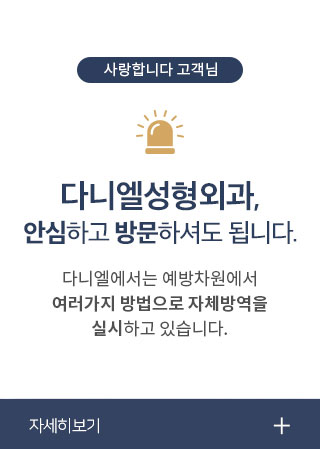 사랑합니다 고객님
다니엘성형외과,
안심하고 방문하셔도 됩니다.
다니엘에서는 예방차원에서
여러가지 방법으로 자체방역을
실시하고 있습니다.
자세히보기 +